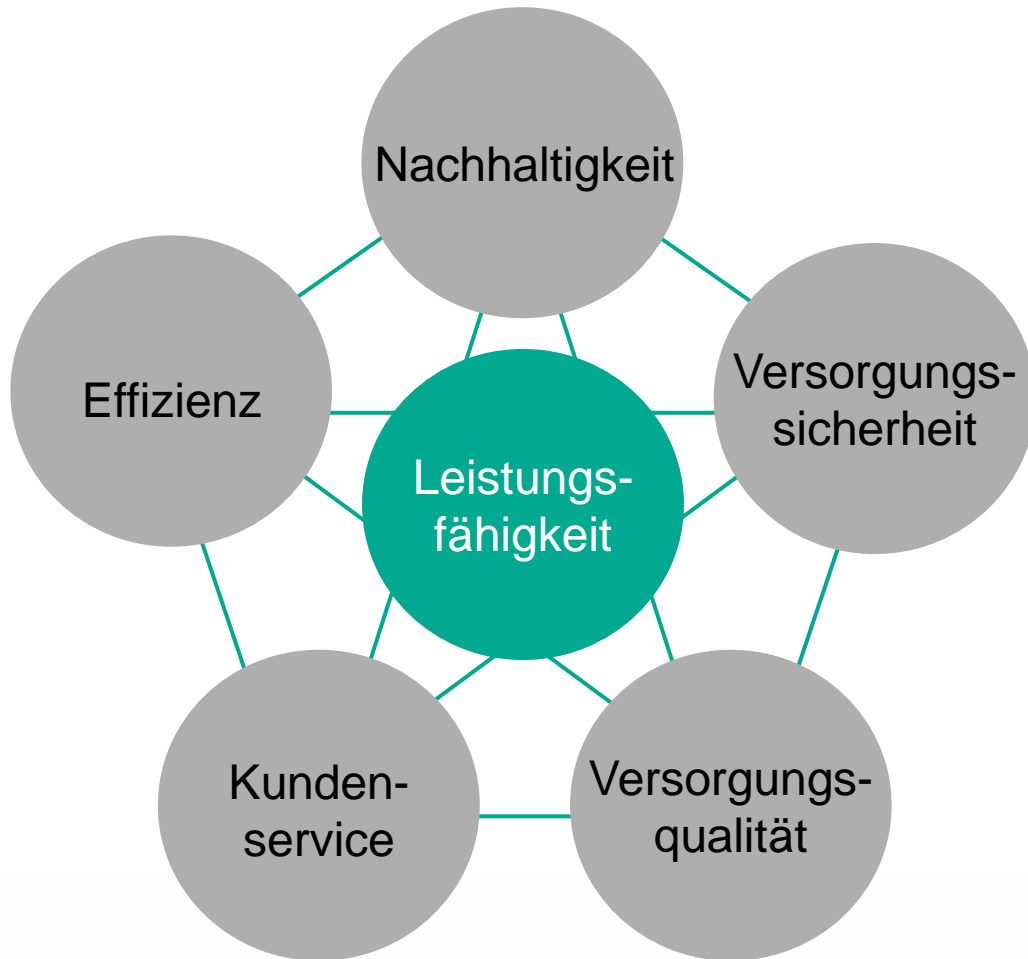 Nachhaltigkeit
Effizienz
Versorgungs-
sicherheit
Leistungs-
fähigkeit
Kunden-
service
Versorgungs-
qualität